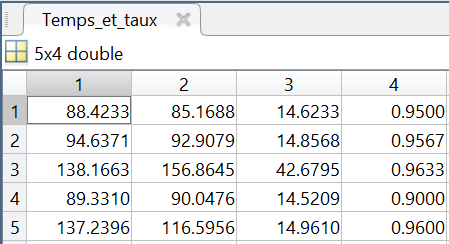 Temps_et_taux
5x4 double
1 2 3 4
1 88.4233 85.1688 14.6233 0.9500
2 94.6371 92.9079 14.8568 0.9567
3 138.1663 156.8645 42.6795 0.9633
4 89.3310 90.0476 14.5209 0.9000
5 137.2396 116.5956 14.9610 0.9600